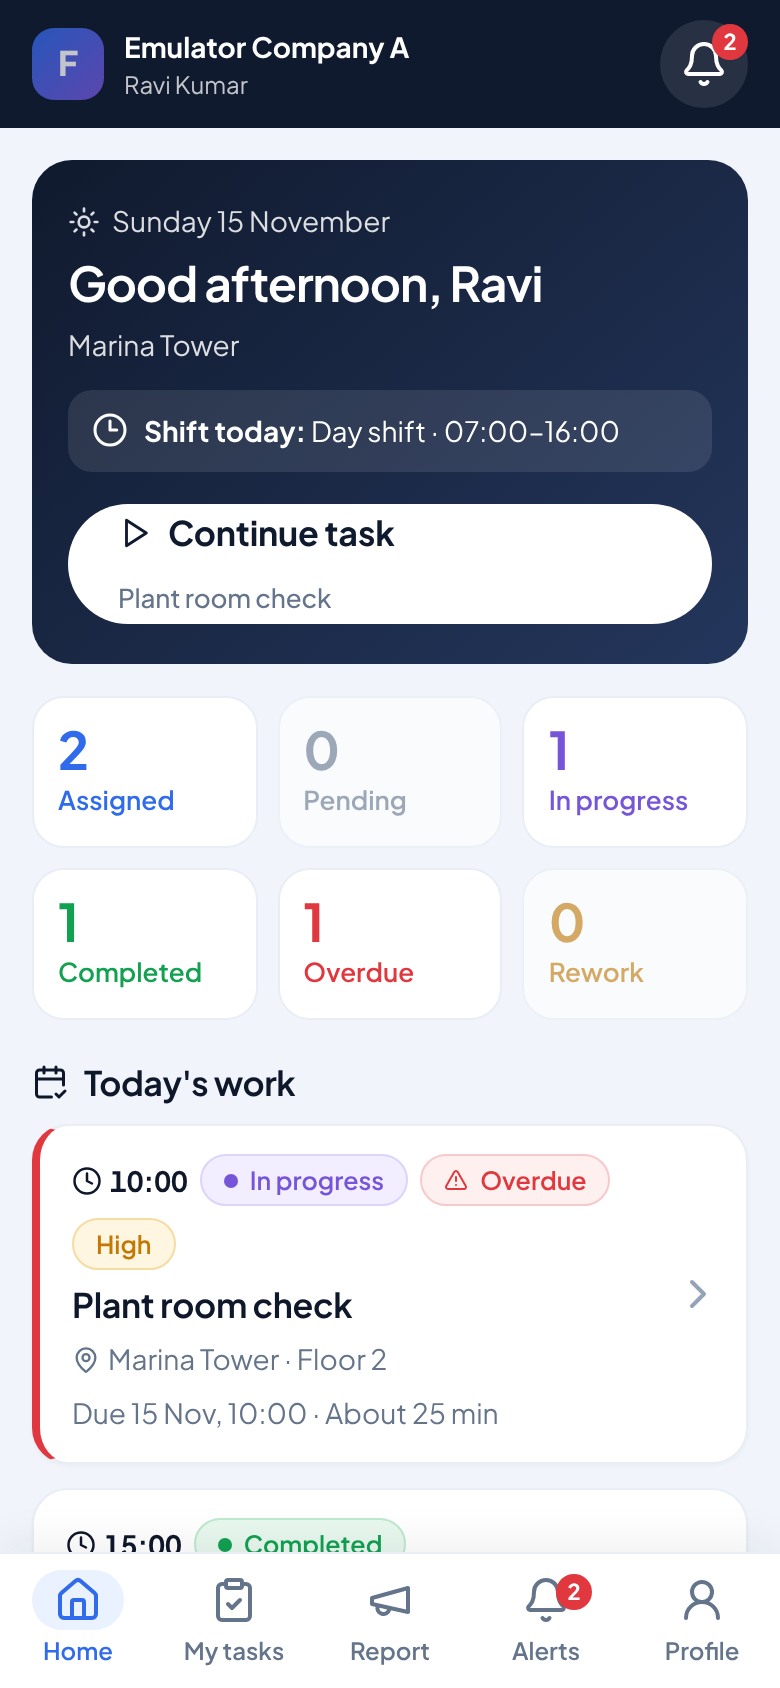 F
Emulator Company A
Ravi Kumar
2
Sunday 15 November
Good afternoon, Ravi
Marina Tower
Shift today: Day shift · 07:00–16:00
Continue task
Plant room check
2
Assigned
0
Pending
1
In progress
1
Completed
1
Overdue
0
Rework
Today's work
10:00 In progress Overdue
High
Plant room check
Marina Tower · Floor 2
Due 15 Nov, 10:00 · About 25 min
15:00 Completed
2
Home My tasks Report Alerts Profile